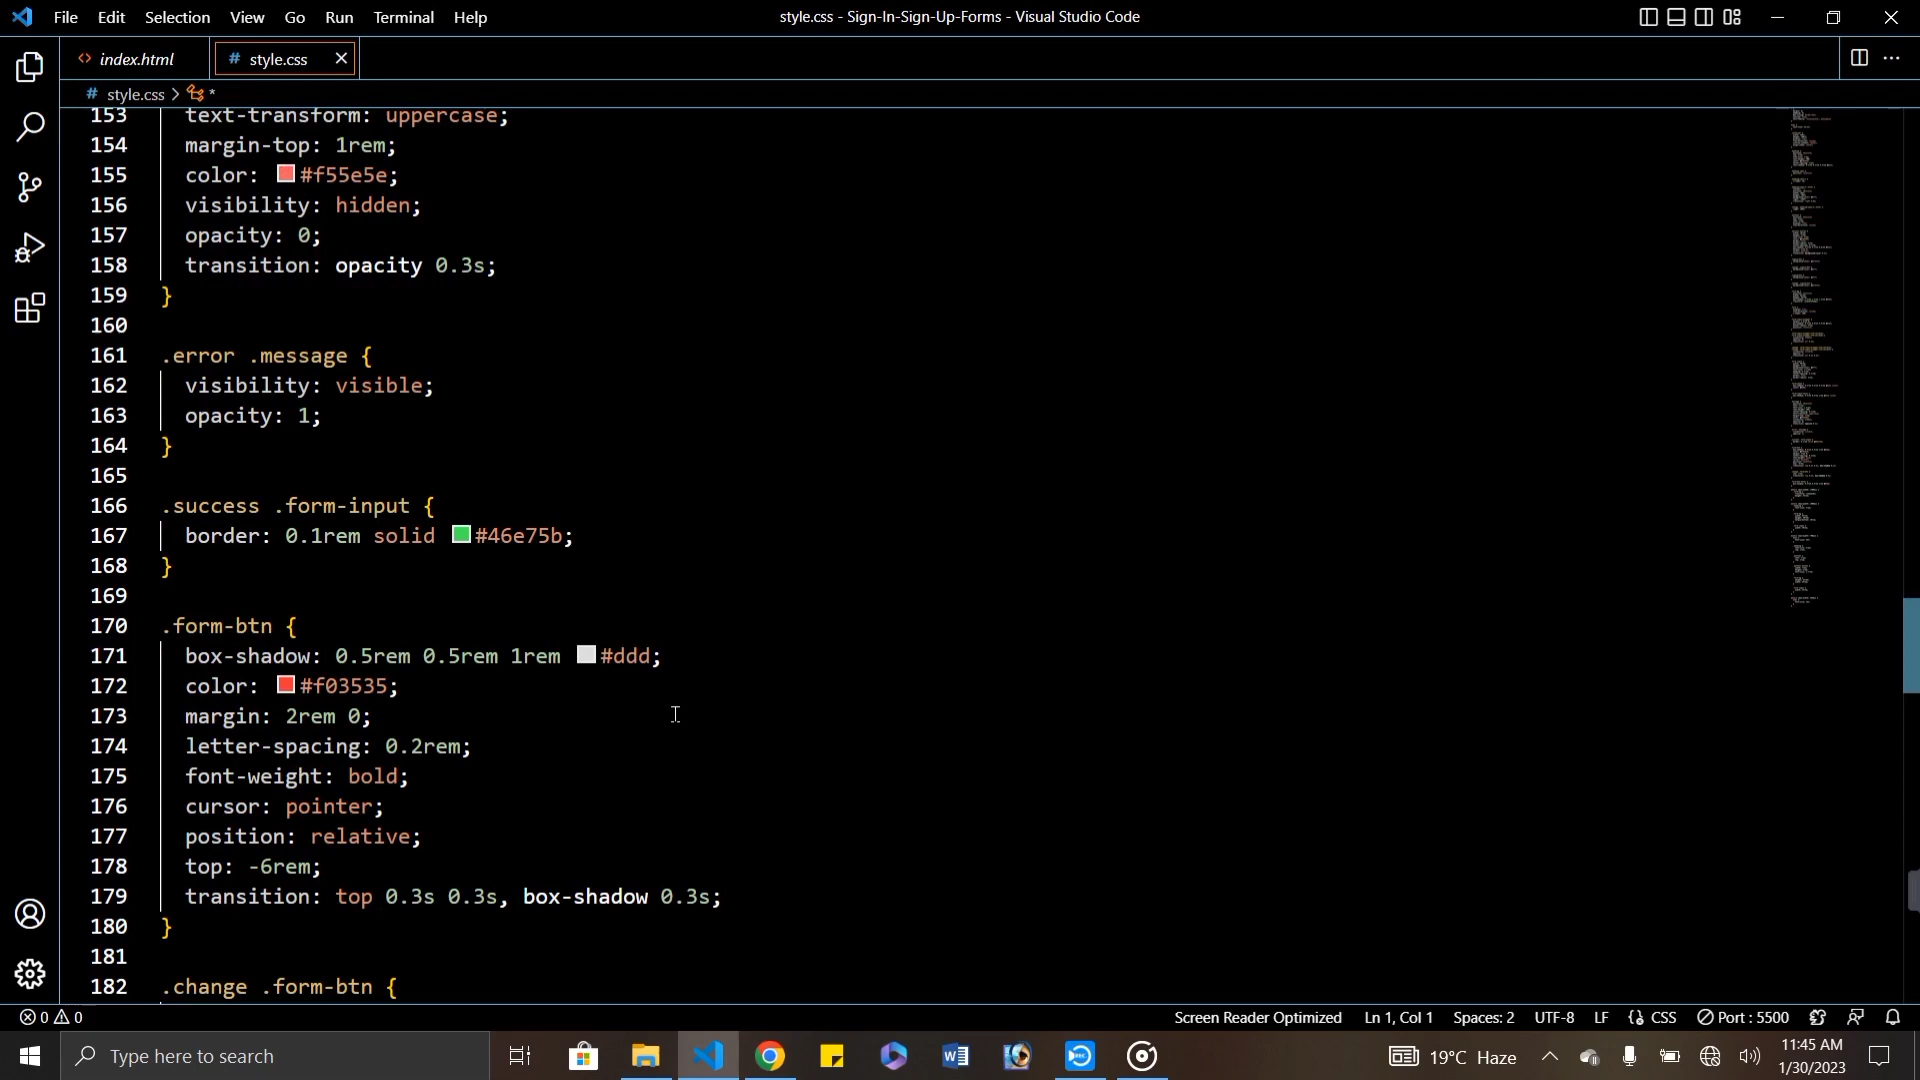 File Edit Selection View Go Run Terminal Help style.css - Sign-In-Sign-Up-Forms - Visual Studio Code
index.html # style.css
# style.css > *
153 text-transform: uppercase;
154 margin-top: 1rem;
155 color: #f55e5e;
156 visibility: hidden;
157 opacity: 0;
158 transition: opacity 0.3s;
159 }
160
161 .error .message {
162 visibility: visible;
163 opacity: 1;
164 }
165
166 .success .form-input {
167 border: 0.1rem solid #46e75b;
168 }
169
170 .form-btn {
171 box-shadow: 0.5rem 0.5rem 1rem #ddd;
172 color: #f03535;
173 margin: 2rem 0;
174 letter-spacing: 0.2rem;
175 font-weight: bold;
176 cursor: pointer;
177 position: relative;
178 top: -6rem;
179 transition: top 0.3s 0.3s, box-shadow 0.3s;
180 }
181
182 .change .form-btn {
0 0 Screen Reader Optimized Ln 1, Col 1 Spaces: 2 UTF-8 LF CSS Port : 5500
Type here to search 19°C Haze 11:45 AM
1/30/2023